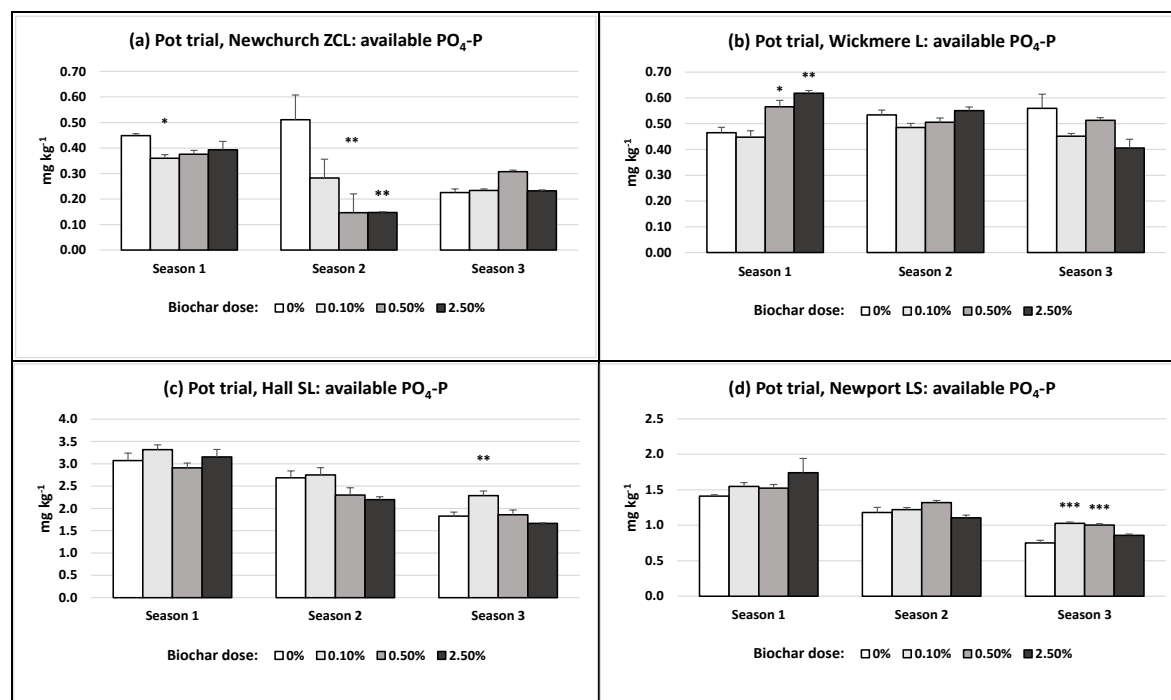 (a) Pot trial, Newchurch ZCL: available PO₄-P
mg kg⁻¹
0.70
0.60
0.50
0.40
0.30
0.20
0.10
0.00
*
**
**
Season 1 Season 2 Season 3
Biochar dose: 0% 0.10% 0.50% 2.50%
(b) Pot trial, Wickmere L: available PO₄-P
mg kg⁻¹
0.70
0.60
0.50
0.40
0.30
0.20
0.10
0.00
*
**
Season 1 Season 2 Season 3
Biochar dose: 0% 0.10% 0.50% 2.50%
(c) Pot trial, Hall SL: available PO₄-P
mg kg⁻¹
4.0
3.5
3.0
2.5
2.0
1.5
1.0
0.5
0.0
**
Season 1 Season 2 Season 3
Biochar dose: 0% 0.10% 0.50% 2.50%
(d) Pot trial, Newport LS: available PO₄-P
mg kg⁻¹
2.5
2.0
1.5
1.0
0.5
0.0
*** ***
Season 1 Season 2 Season 3
Biochar dose: 0% 0.10% 0.50% 2.50%